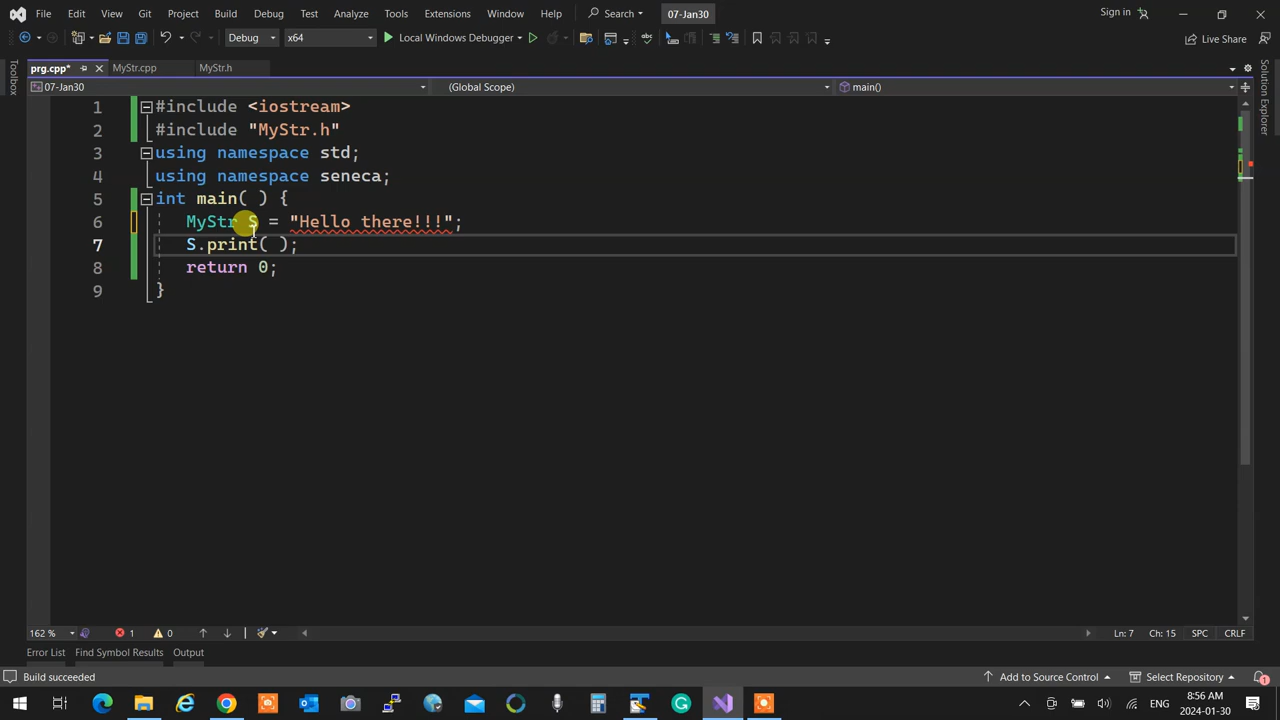 File Edit View Git Project Build Debug Test Analyze Tools Extensions Window Help Search 07-Jan30 Sign in
Debug x64 Local Windows Debugger Live Share
prg.cpp* MyStr.cpp MyStr.h
07-Jan30 (Global Scope) main()
Toolbox
Solution Explorer
1 #include <iostream>
2 #include "MyStr.h"
3 using namespace std;
4 using namespace seneca;
5 int main( ) {
6 MyStr S = "Hello there!!!";
7 S.print( );
8 return 0;
9 }
162 % 1 0 Ln: 7 Ch: 15 SPC CRLF
Error List Find Symbol Results Output
Build succeeded Add to Source Control Select Repository 1
ENG 8:56 AM
2024-01-30